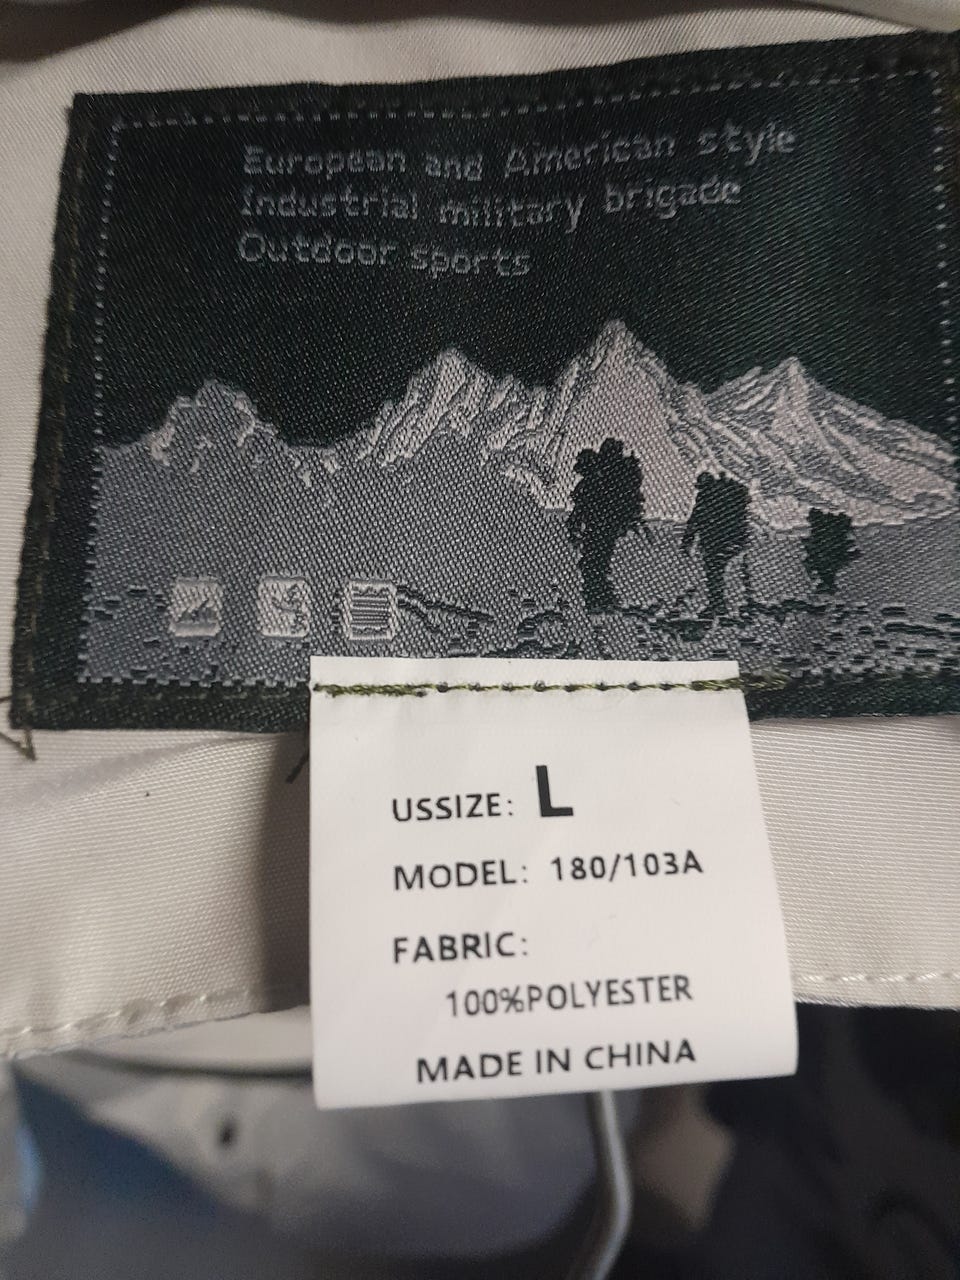 European and American style
Industrial military brigade
Outdoor sports
USSIZE: L
MODEL: 180/103A
FABRIC:
100%POLYESTER
MADE IN CHINA